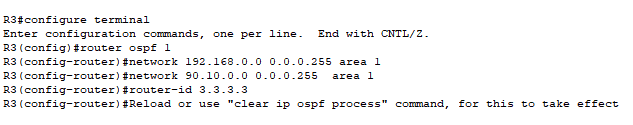 R3#configure terminal
Enter configuration commands, one per line.  End with CNTL/Z.
R3(config)#router ospf 1
R3(config-router)#network 192.168.0.0 0.0.0.255 area 1
R3(config-router)#network 90.10.0.0 0.0.0.255  area 1
R3(config-router)#router-id 3.3.3.3
R3(config-router)#Reload or use "clear ip ospf process" command, for this to take effect